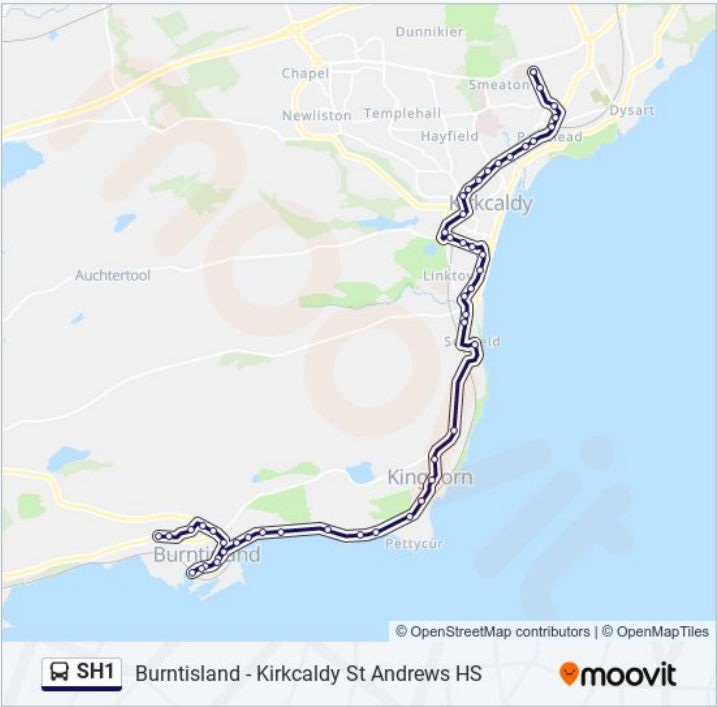 Dunnikier
Chapel
Smeaton
Newliston
Templehall
Dysart
Hayfield
Kirkcaldy
Auchtertool
Linktown
Kinghorn
Pettycur
Burntisland
© OpenStreetMap contributors | © OpenMapTiles
SH1 Burntisland - Kirkcaldy St Andrews HS
moovit